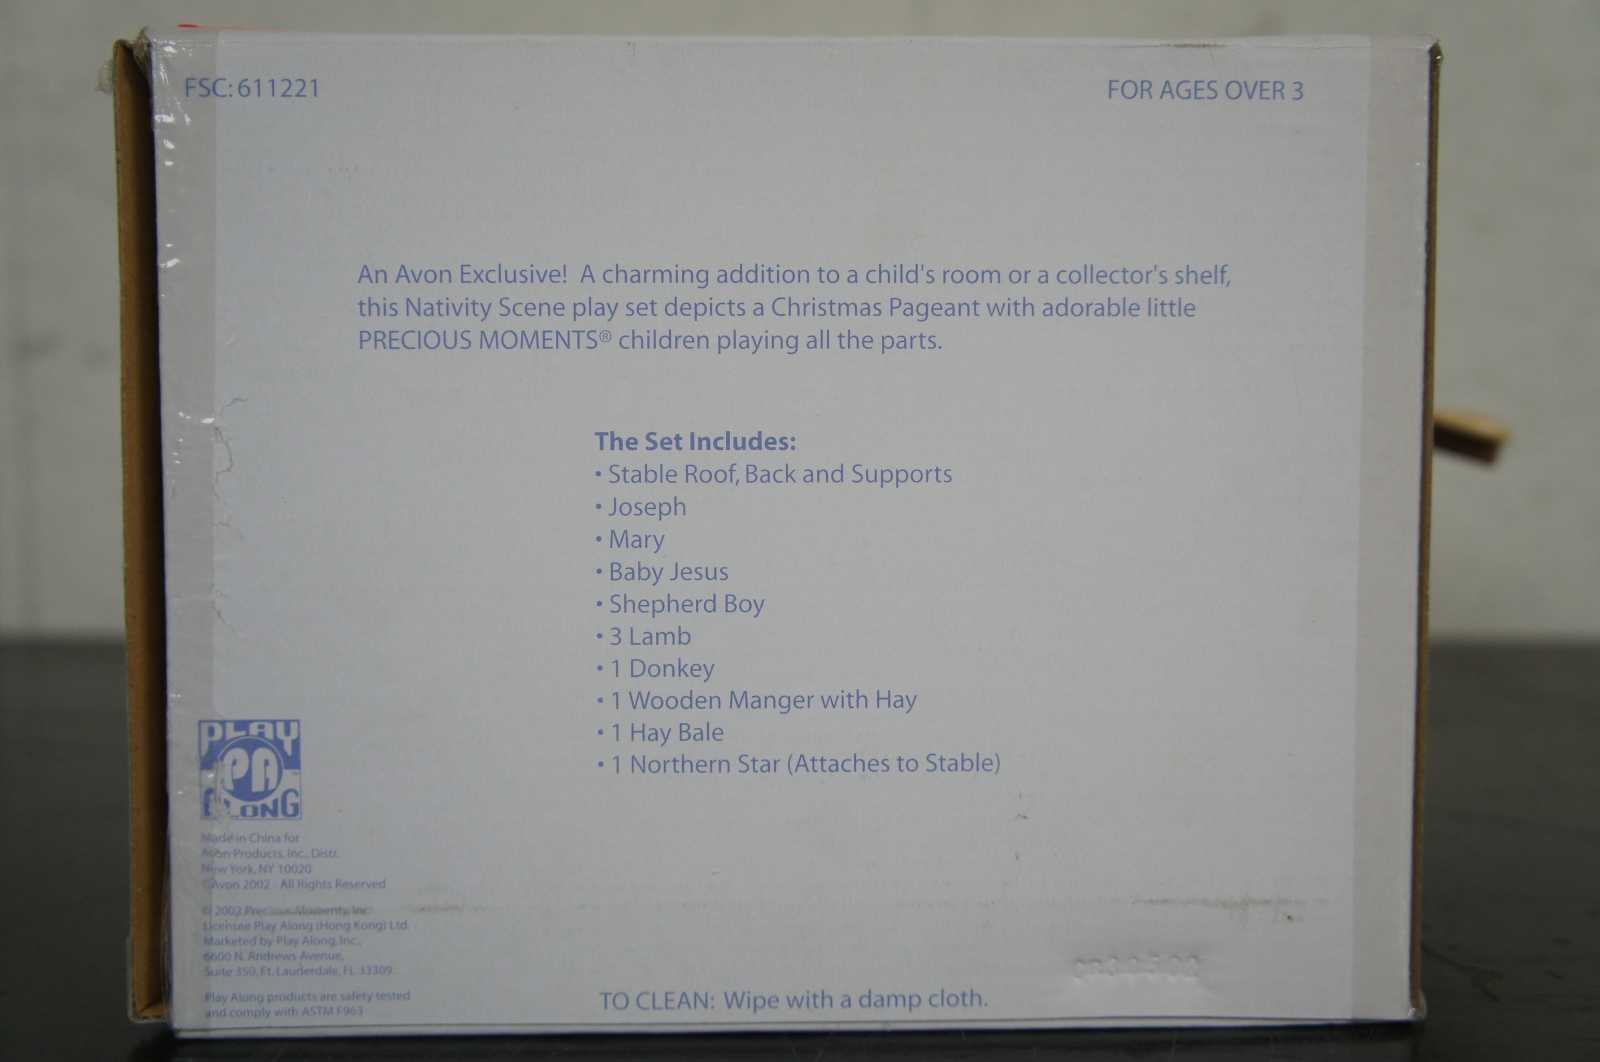 FSC: 611221
FOR AGES OVER 3
An Avon Exclusive!  A charming addition to a child's room or a collector's shelf,
this Nativity Scene play set depicts a Christmas Pageant with adorable little
PRECIOUS MOMENTS® children playing all the parts.
The Set Includes:
• Stable Roof, Back and Supports
• Joseph
• Mary
• Baby Jesus
• Shepherd Boy
• 3 Lamb
• 1 Donkey
• 1 Wooden Manger with Hay
• 1 Hay Bale
• 1 Northern Star (Attaches to Stable)
PLAY
PA
ALONG
Made in China for
Avon Products, Inc., Distr.
New York, NY 10020
©Avon 2002 - All Rights Reserved
© 2002 Precious Moments, Inc.
Licensee Play Along (Hong Kong) Ltd.
Marketed by Play Along, Inc.,
6600 N. Andrews Avenue,
Suite 350, Ft. Lauderdale, FL 33309
Play Along products are safety tested
and comply with ASTM F963
TO CLEAN: Wipe with a damp cloth.